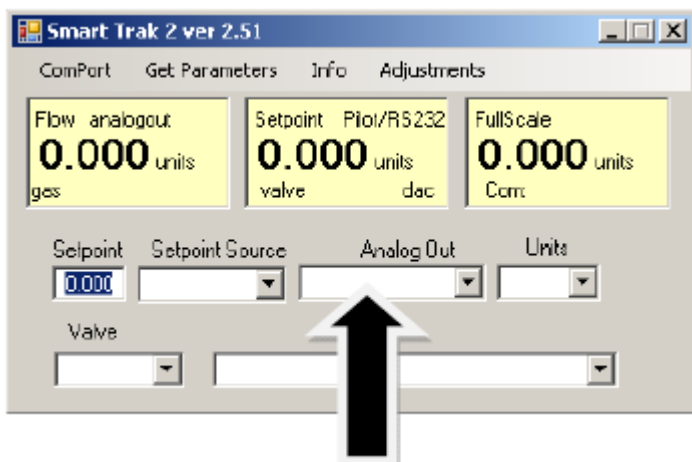 Smart Trak 2 ver 2.51
ComPort Get Parameters Info Adjustments
Flow analogout Setpoint Pilot/RS232 FullScale
0.000 units 0.000 units 0.000 units
gas valve dac Com:
Setpoint Setpoint Source Analog Out Units
0.000
Valve